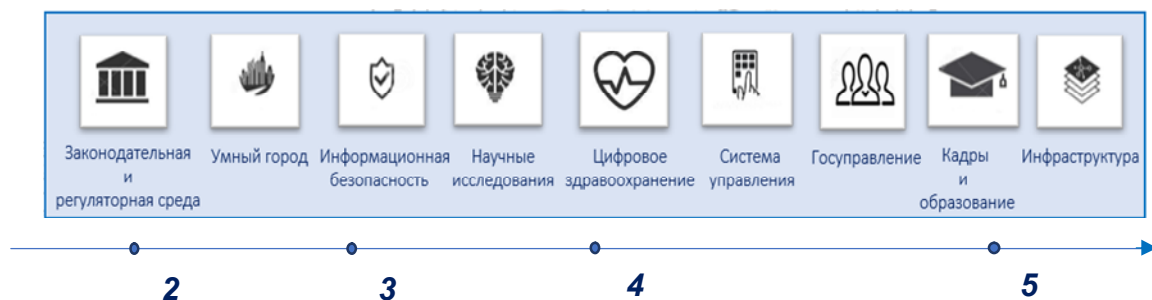 Законодательная
и
регуляторная среда
Умный город
Информационная
безопасность
Научные
исследования
Цифровое
здравоохранение
Система
управления
Госуправление
Кадры
и
образование
Инфраструктура
2
3
4
5